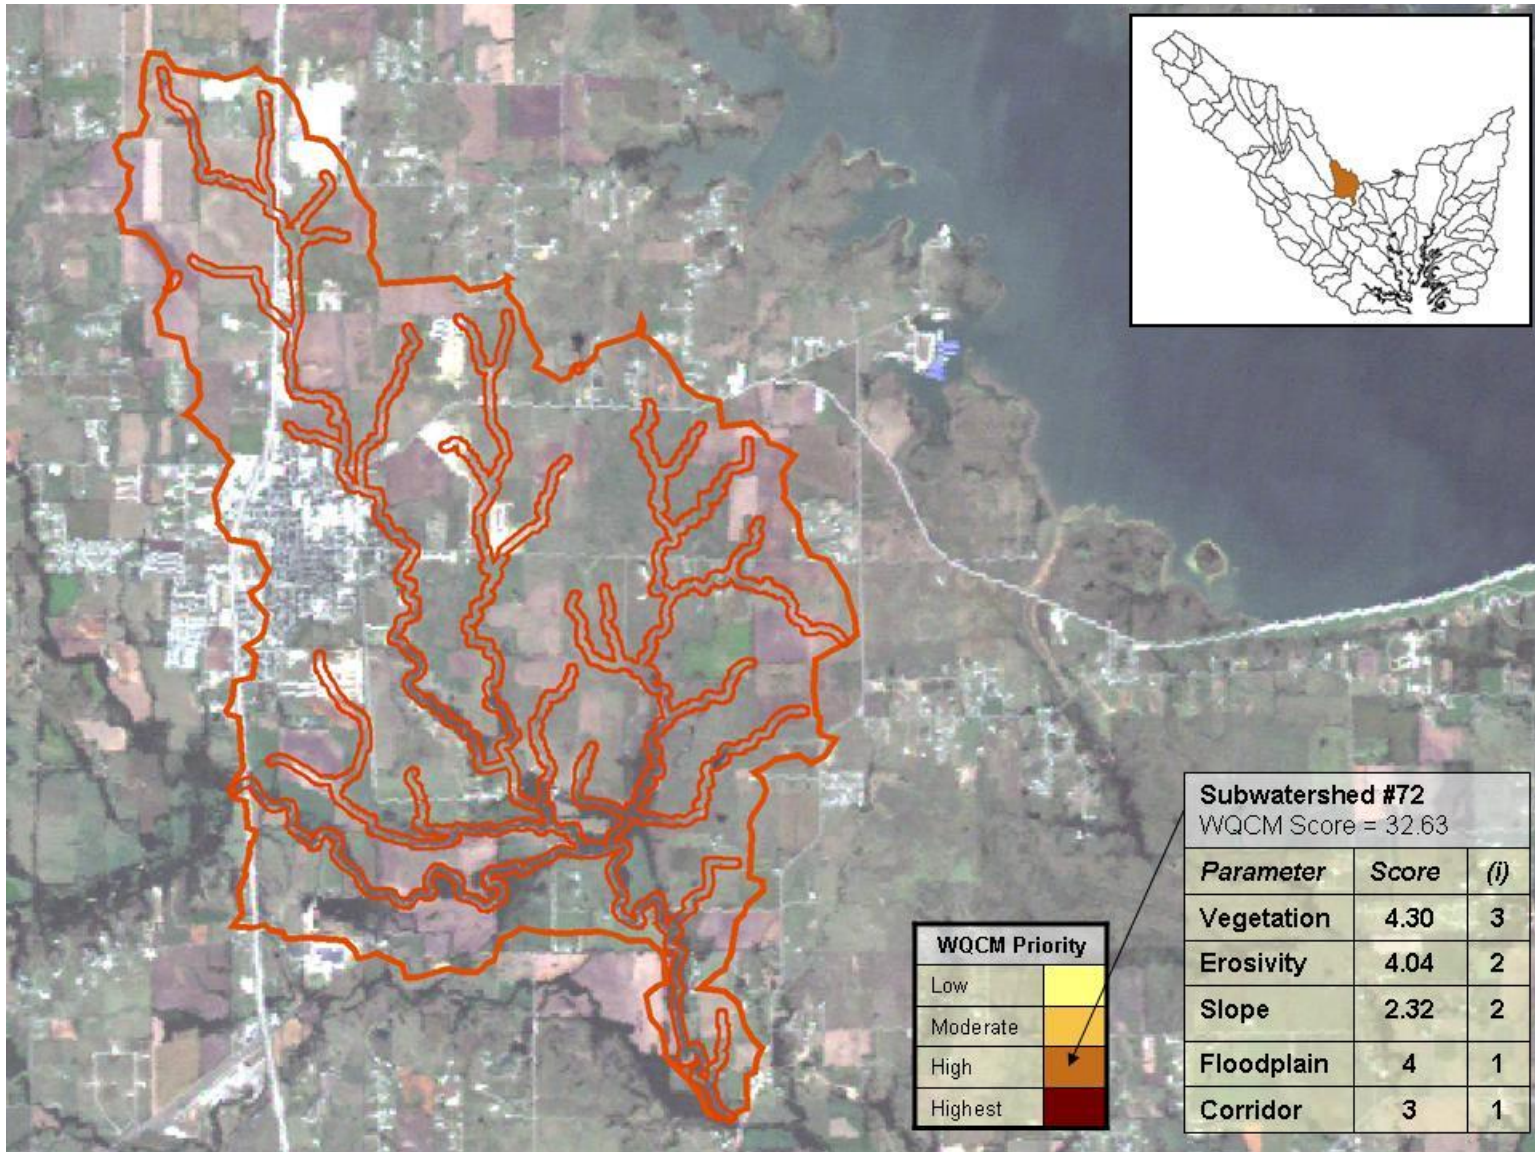 Subwatershed #72
WQCM Score = 32.63
Parameter Score (i)
Vegetation 4.30 3
Erosivity 4.04 2
Slope 2.32 2
Floodplain 4 1
Corridor 3 1
WQCM Priority
Low
Moderate
High
Highest